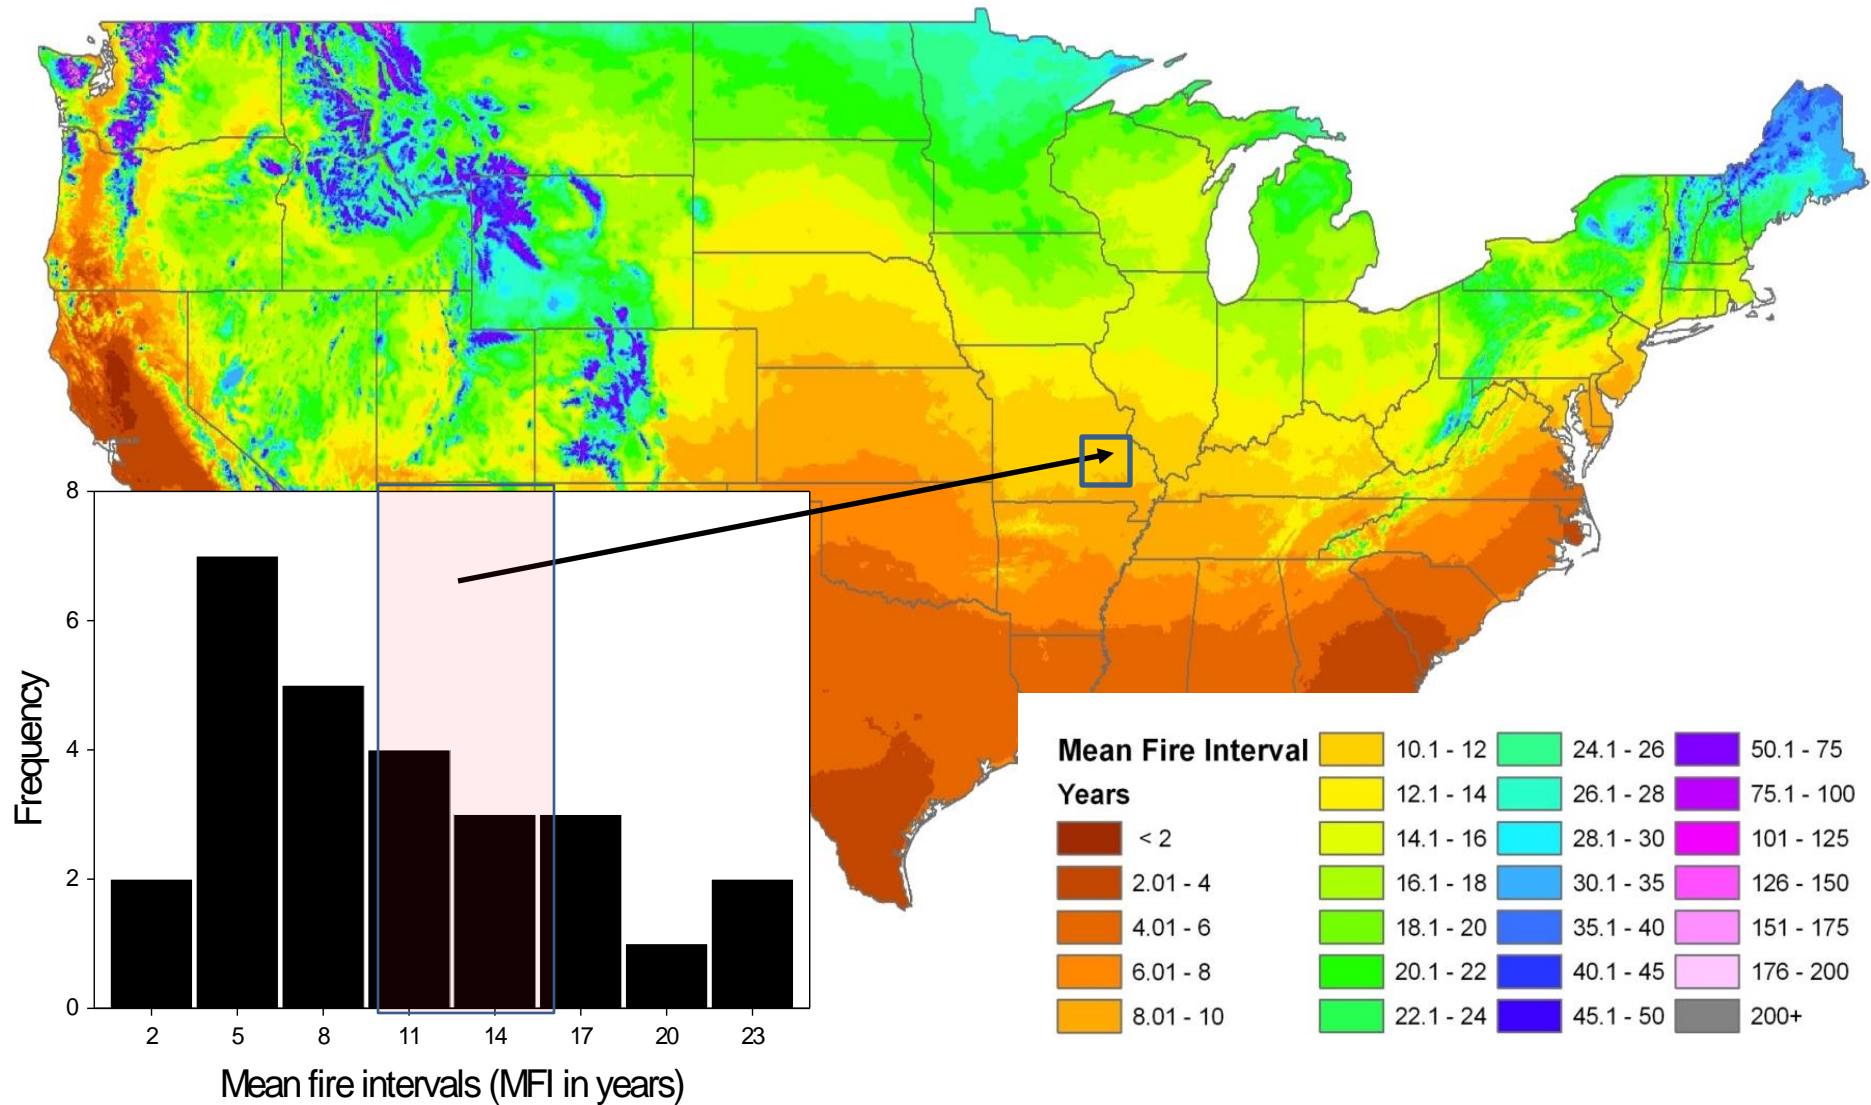 8
6
4
2
0
Frequency
2 5 8 11 14 17 20 23
Mean fire intervals (MFI in years)
Mean Fire Interval
Years
< 2
2.01 - 4
4.01 - 6
6.01 - 8
8.01 - 10
10.1 - 12
12.1 - 14
14.1 - 16
16.1 - 18
18.1 - 20
20.1 - 22
22.1 - 24
24.1 - 26
26.1 - 28
28.1 - 30
30.1 - 35
35.1 - 40
40.1 - 45
45.1 - 50
50.1 - 75
75.1 - 100
101 - 125
126 - 150
151 - 175
176 - 200
200+